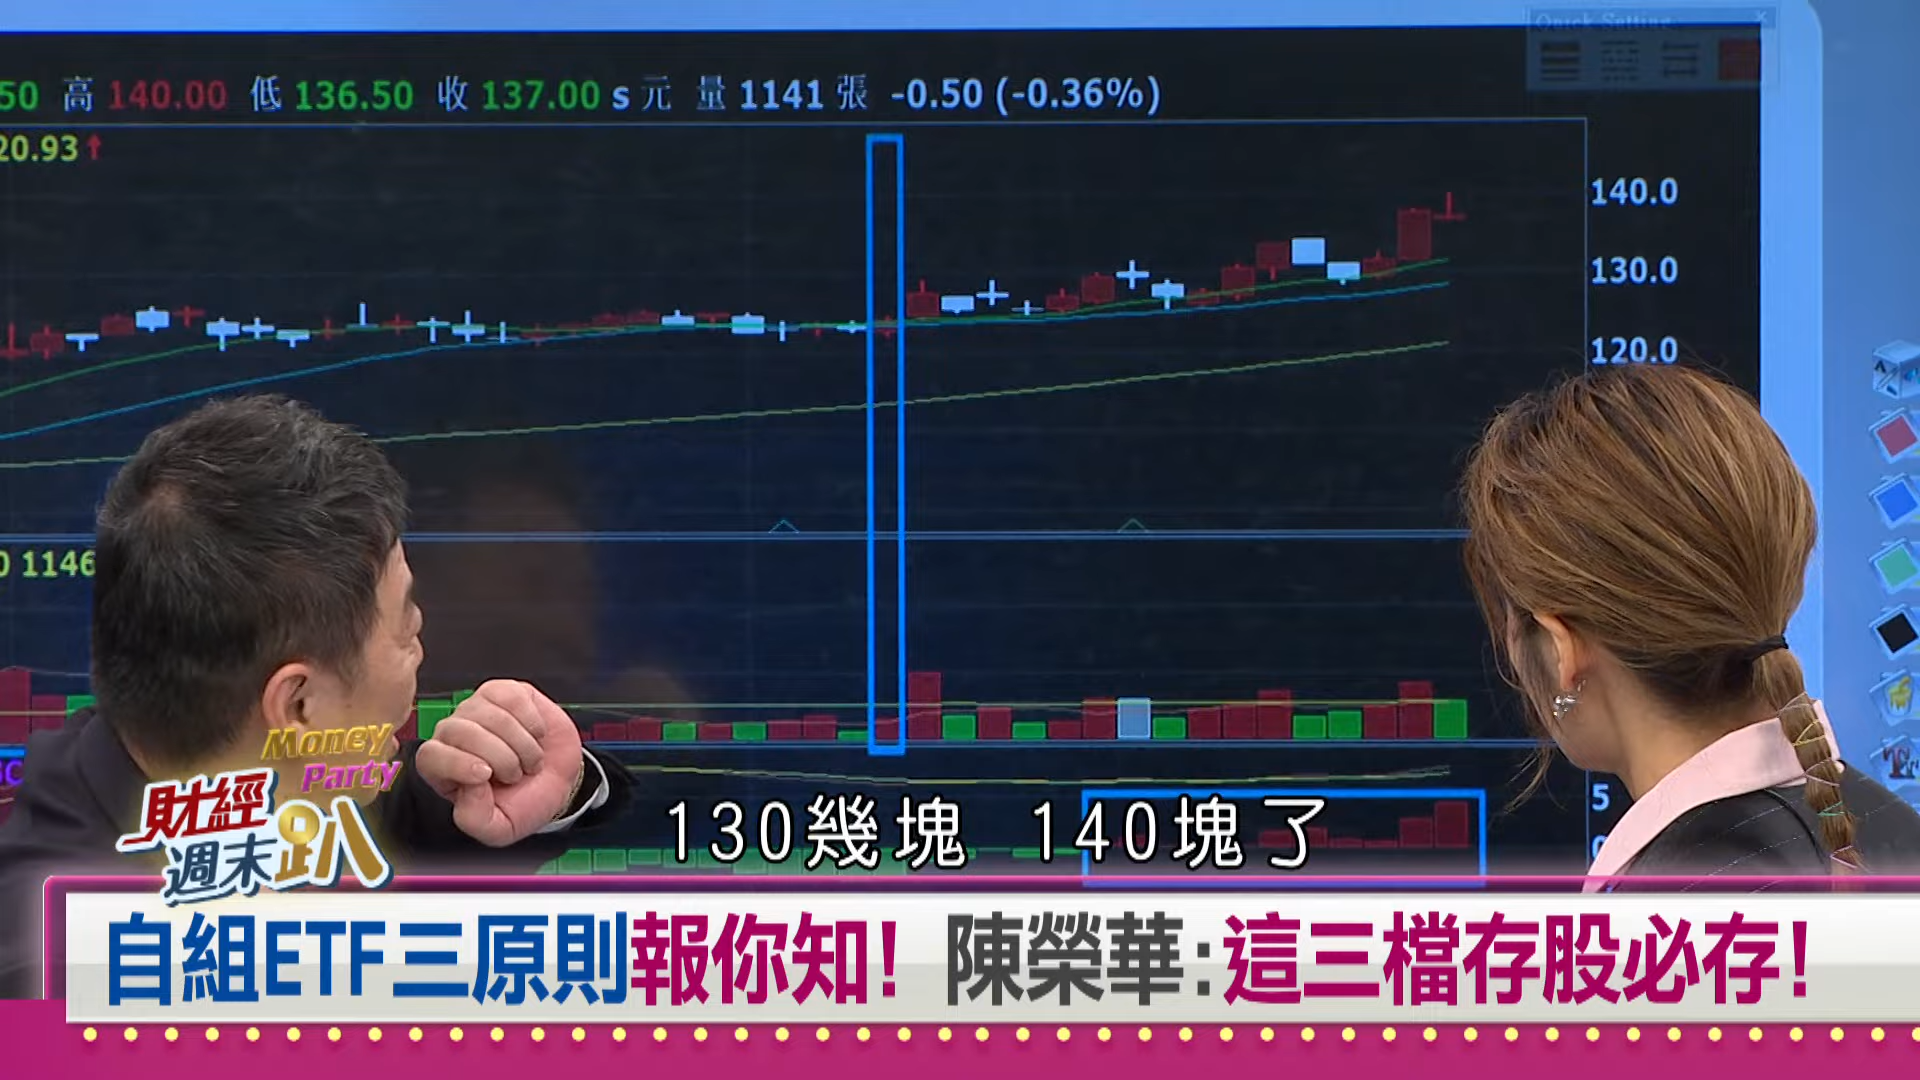 Quick Setting
50 高 140.00 低 136.50 收 137.00 s 元 量 1141 張 -0.50 (-0.36%)
20.93
140.0
130.0
120.0
0 1146
5
Money
Party
財經
週末趴
130幾塊 140塊了
自組ETF三原則報你知! 陳榮華:這三檔存股必存!